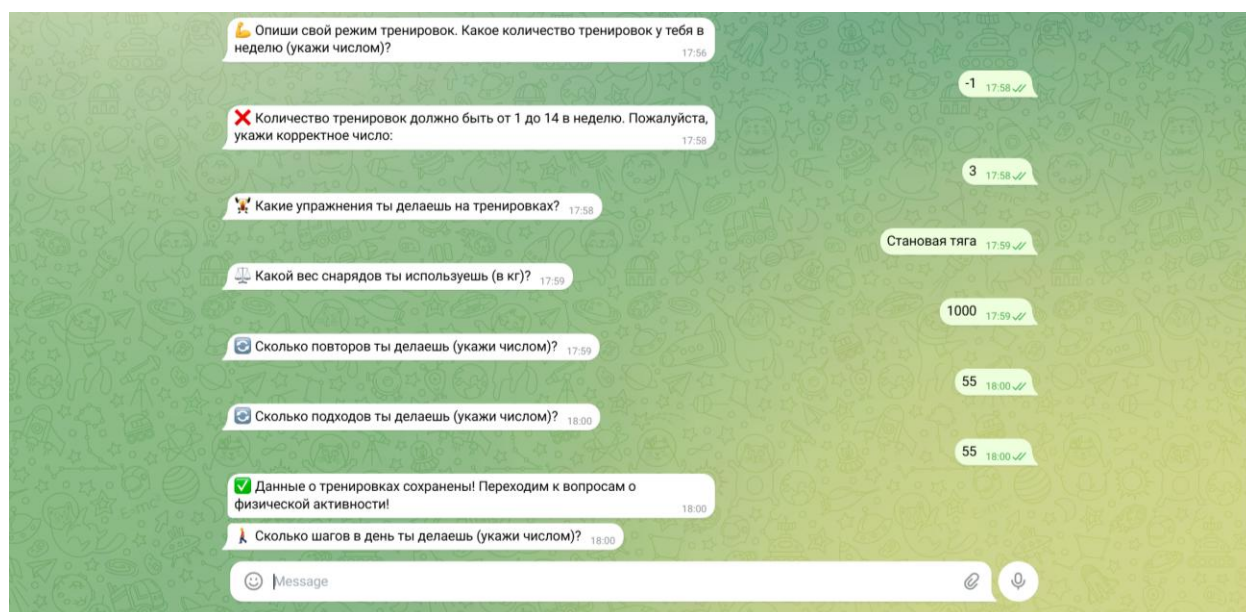 💪 Опиши свой режим тренировок. Какое количество тренировок у тебя в
неделю (укажи числом)? 17:56
-1 17:58
❌ Количество тренировок должно быть от 1 до 14 в неделю. Пожалуйста,
укажи корректное число: 17:58
3 17:58
🏋 Какие упражнения ты делаешь на тренировках? 17:58
Становая тяга 17:59
⚖ Какой вес снарядов ты используешь (в кг)? 17:59
1000 17:59
🔄 Сколько повторов ты делаешь (укажи числом)? 17:59
55 18:00
🔄 Сколько подходов ты делаешь (укажи числом)? 18:00
55 18:00
✅ Данные о тренировках сохранены! Переходим к вопросам о
физической активности! 18:00
🚶 Сколько шагов в день ты делаешь (укажи числом)? 18:00
Message